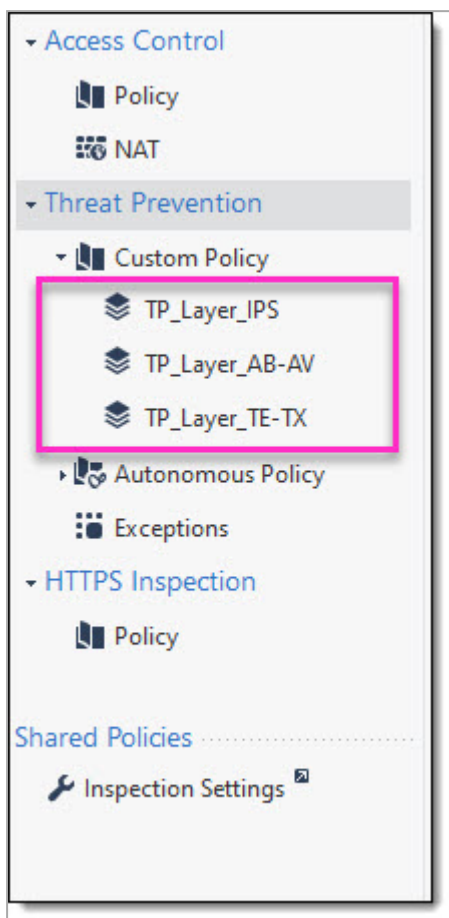 Access Control
Policy
NAT
Threat Prevention
Custom Policy
TP_Layer_IPS
TP_Layer_AB-AV
TP_Layer_TE-TX
Autonomous Policy
Exceptions
HTTPS Inspection
Policy
Shared Policies
Inspection Settings